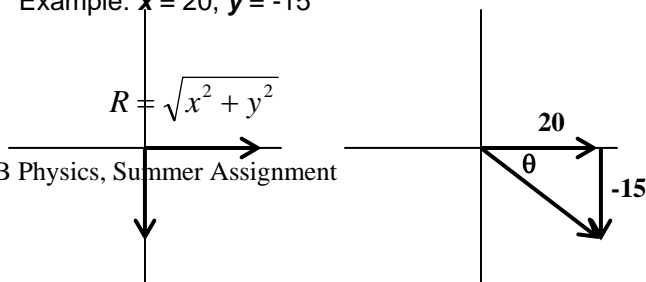 Example: x = 20, y = -15
R = √x² + y²
20
B Physics, Summer Assignment
θ
-15